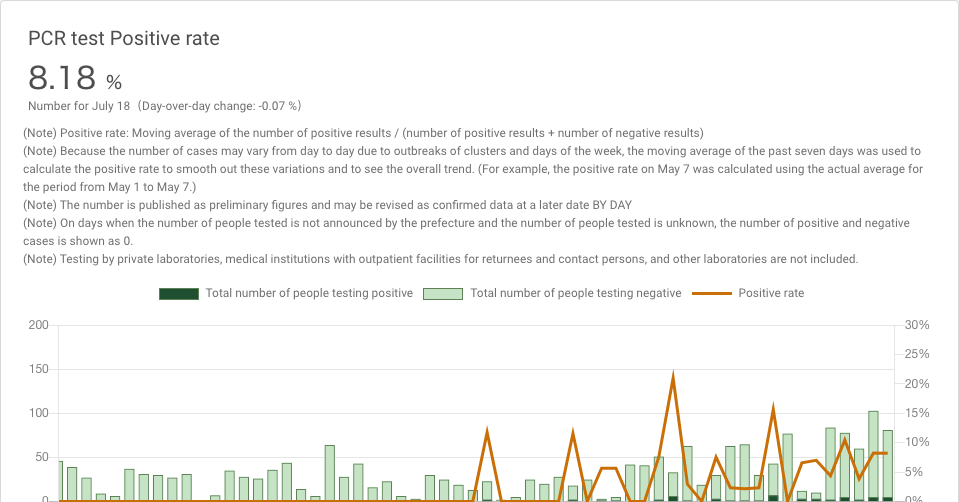 PCR test Positive rate
8.18 %
Number for July 18 (Day-over-day change: -0.07 %)
(Note) Positive rate: Moving average of the number of positive results / (number of positive results + number of negative results)
(Note) Because the number of cases may vary from day to day due to outbreaks of clusters and days of the week, the moving average of the past seven days was used to
calculate the positive rate to smooth out these variations and to see the overall trend. (For example, the positive rate on May 7 was calculated using the actual average for
the period from May 1 to May 7.)
(Note) The number is published as preliminary figures and may be revised as confirmed data at a later date BY DAY
(Note) On days when the number of people tested is not announced by the prefecture and the number of people tested is unknown, the number of positive and negative
cases is shown as 0.
(Note) Testing by private laboratories, medical institutions with outpatient facilities for returnees and contact persons, and other laboratories are not included.
Total number of people testing positive Total number of people testing negative Positive rate
200 30%
25%
150
20%
100 15%
10%
50
5%
0 0%